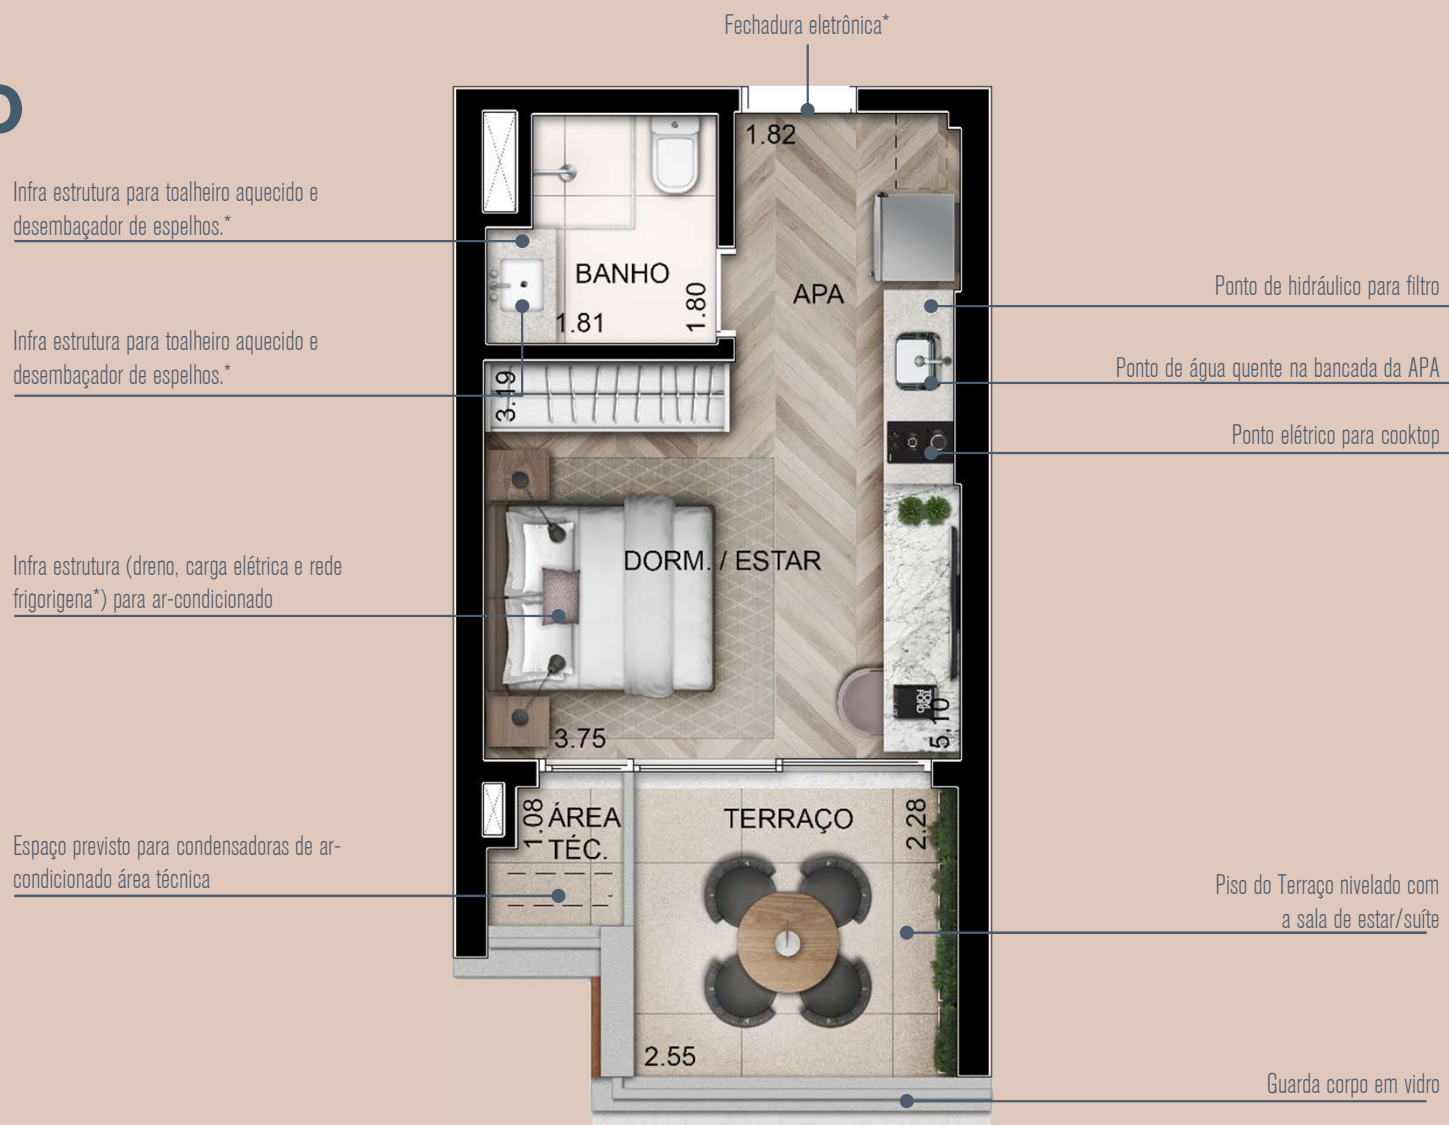 Fechadura eletrônica*
O
Infra estrutura para toalheiro aquecido e
desembaçador de espelhos.*
Infra estrutura para toalheiro aquecido e
desembaçador de espelhos.*
Infra estrutura (dreno, carga elétrica e rede
frigorigena*) para ar-condicionado
Espaço previsto para condensadoras de ar-
condicionado área técnica
1.82
BANHO
1.81
1.80
APA
3.19
DORM. / ESTAR
TOM
FORD
3.75
5.10
1.08
ÁREA
TÉC.
TERRAÇO
2.28
2.55
Ponto de hidráulico para filtro
Ponto de água quente na bancada da APA
Ponto elétrico para cooktop
Piso do Terraço nivelado com
a sala de estar/suíte
Guarda corpo em vidro